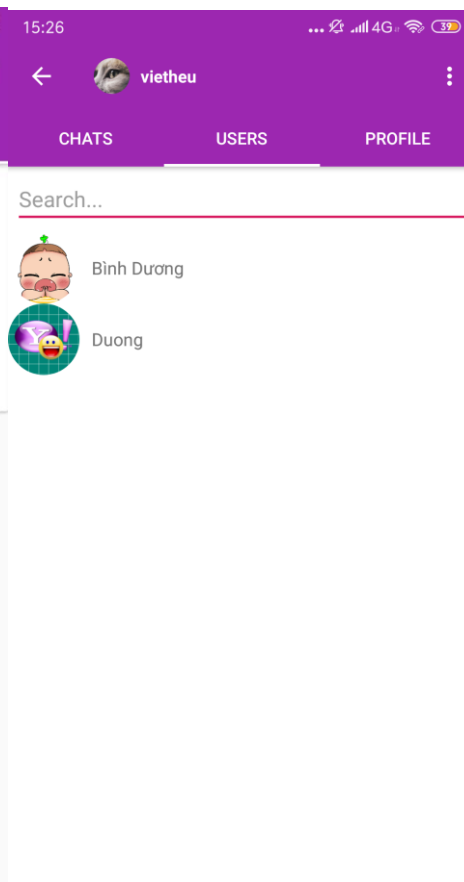 15:26 ... 4G 39
vietheu
CHATS USERS PROFILE
Search...
Bình Dương
Y!
Duong